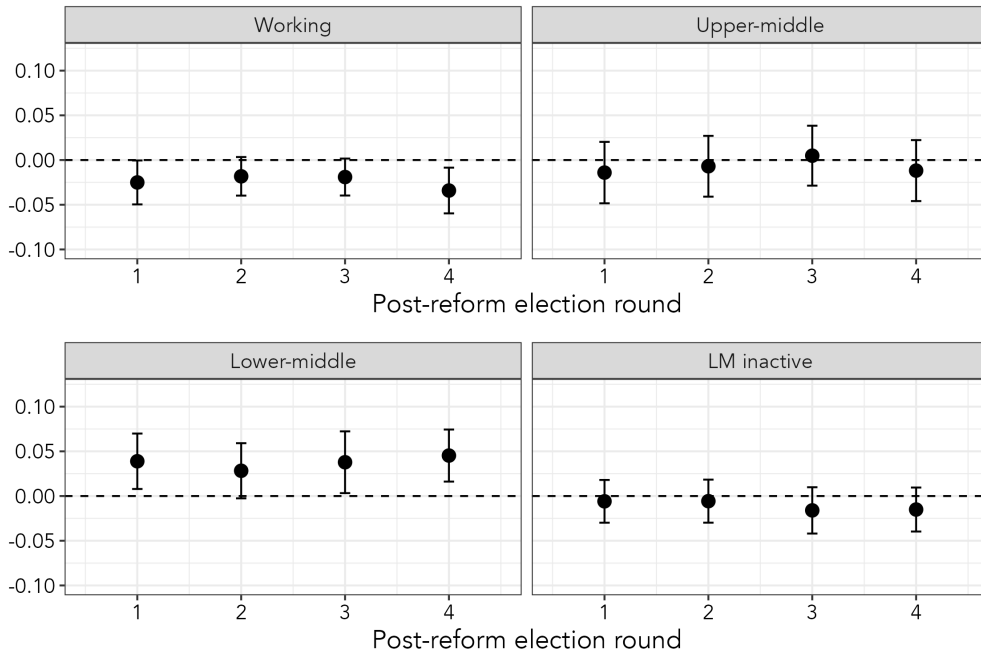 Working
Upper-middle
0.10
0.05
0.00
-0.05
-0.10
1 2 3 4 1 2 3 4
Post-reform election round
Lower-middle
LM inactive
0.10
0.05
0.00
-0.05
-0.10
1 2 3 4 1 2 3 4
Post-reform election round